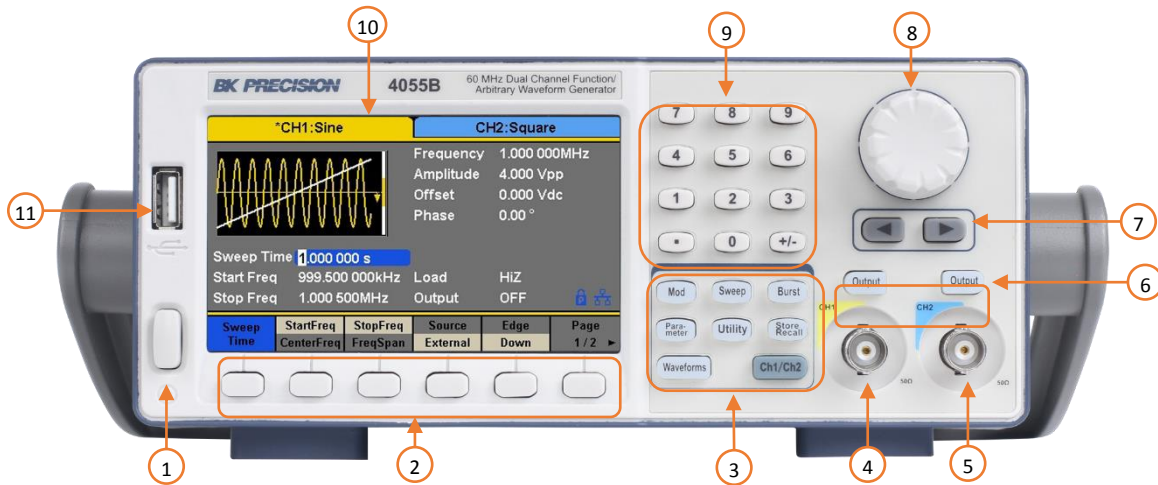 10
9
8
BK PRECISION 4055B 60 MHz Dual Channel Function/
Arbitrary Waveform Generator
*CH1:Sine CH2:Square
Frequency 1.000 000MHz
Amplitude 4.000 Vpp
Offset 0.000 Vdc
Phase 0.00 °
Sweep Time 1.000 000 s
Start Freq 999.500 000kHz Load HiZ
Stop Freq 1.000 500MHz Output OFF
Sweep Time
StartFreq CenterFreq
StopFreq FreqSpan
Source External
Edge Down
Page 1/2 ►
7 8 9
4 5 6
1 2 3
. 0 +/-
Mod Sweep Burst
Para-meter Utility Store Recall
Waveforms Ch1/Ch2
Output Output
CH1 CH2
50Ω 50Ω
11
7
6
1
2
3
4
5